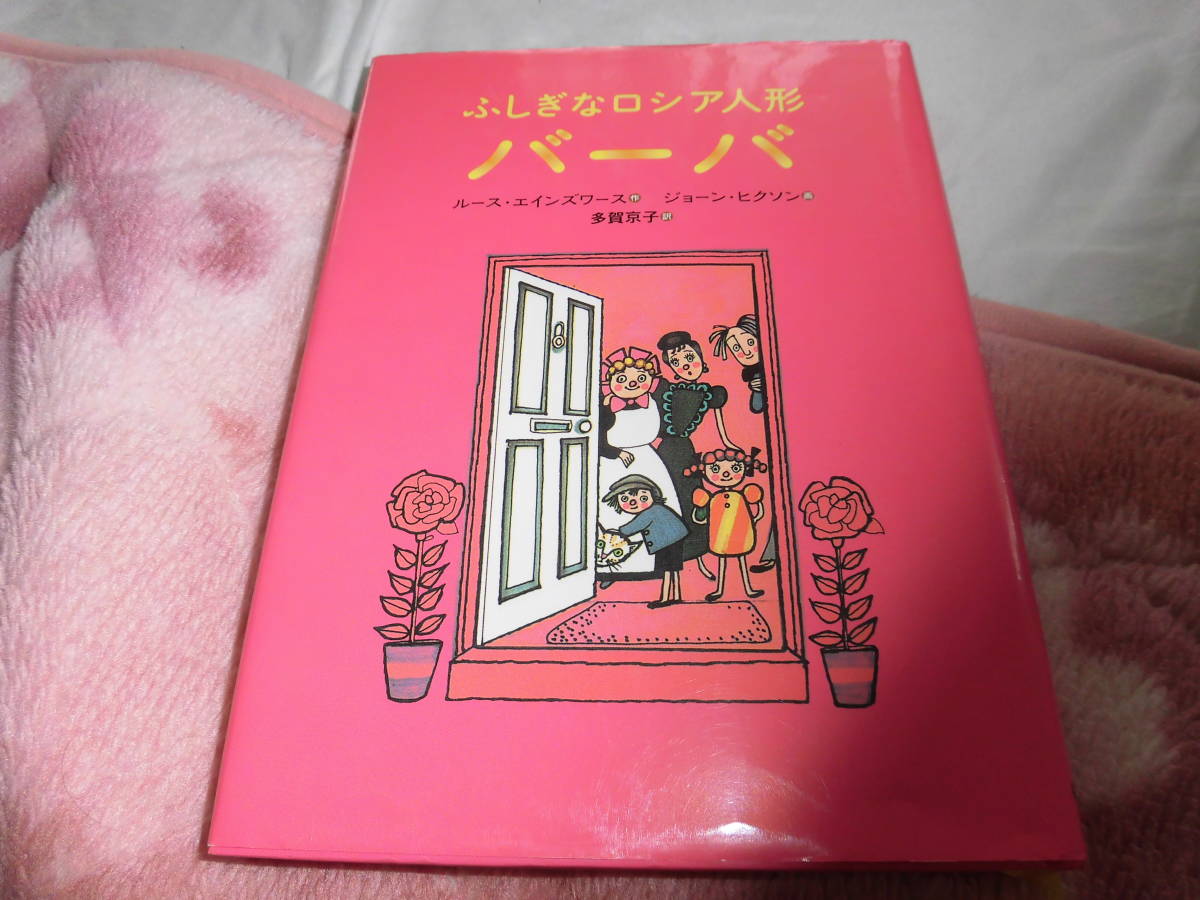 ふしぎなロシア人形
バーバ
ルース・エインズワース作 ジョーン・ヒクソン画
多賀京子訳